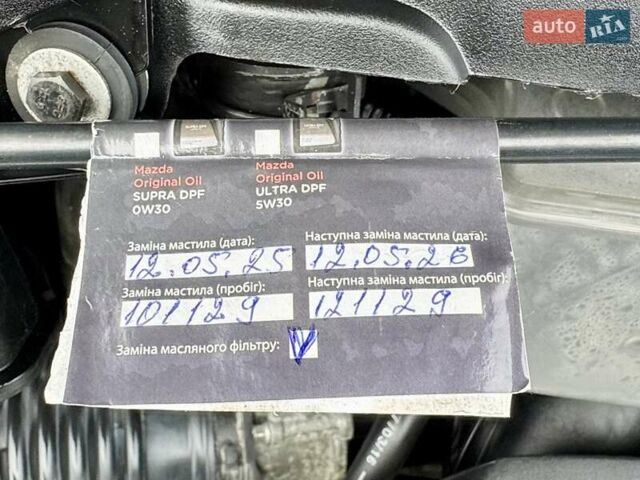 auto RIA
Mazda
Original Oil
SUPRA DPF
0W30
Mazda
Original Oil
ULTRA DPF
5W30
Заміна мастила (дата):
12.05.25
Наступна заміна мастила (дата):
12.05.26
Заміна мастила (пробіг):
101129
Наступна заміна мастила (пробіг):
121129
Заміна масляного фільтру: V